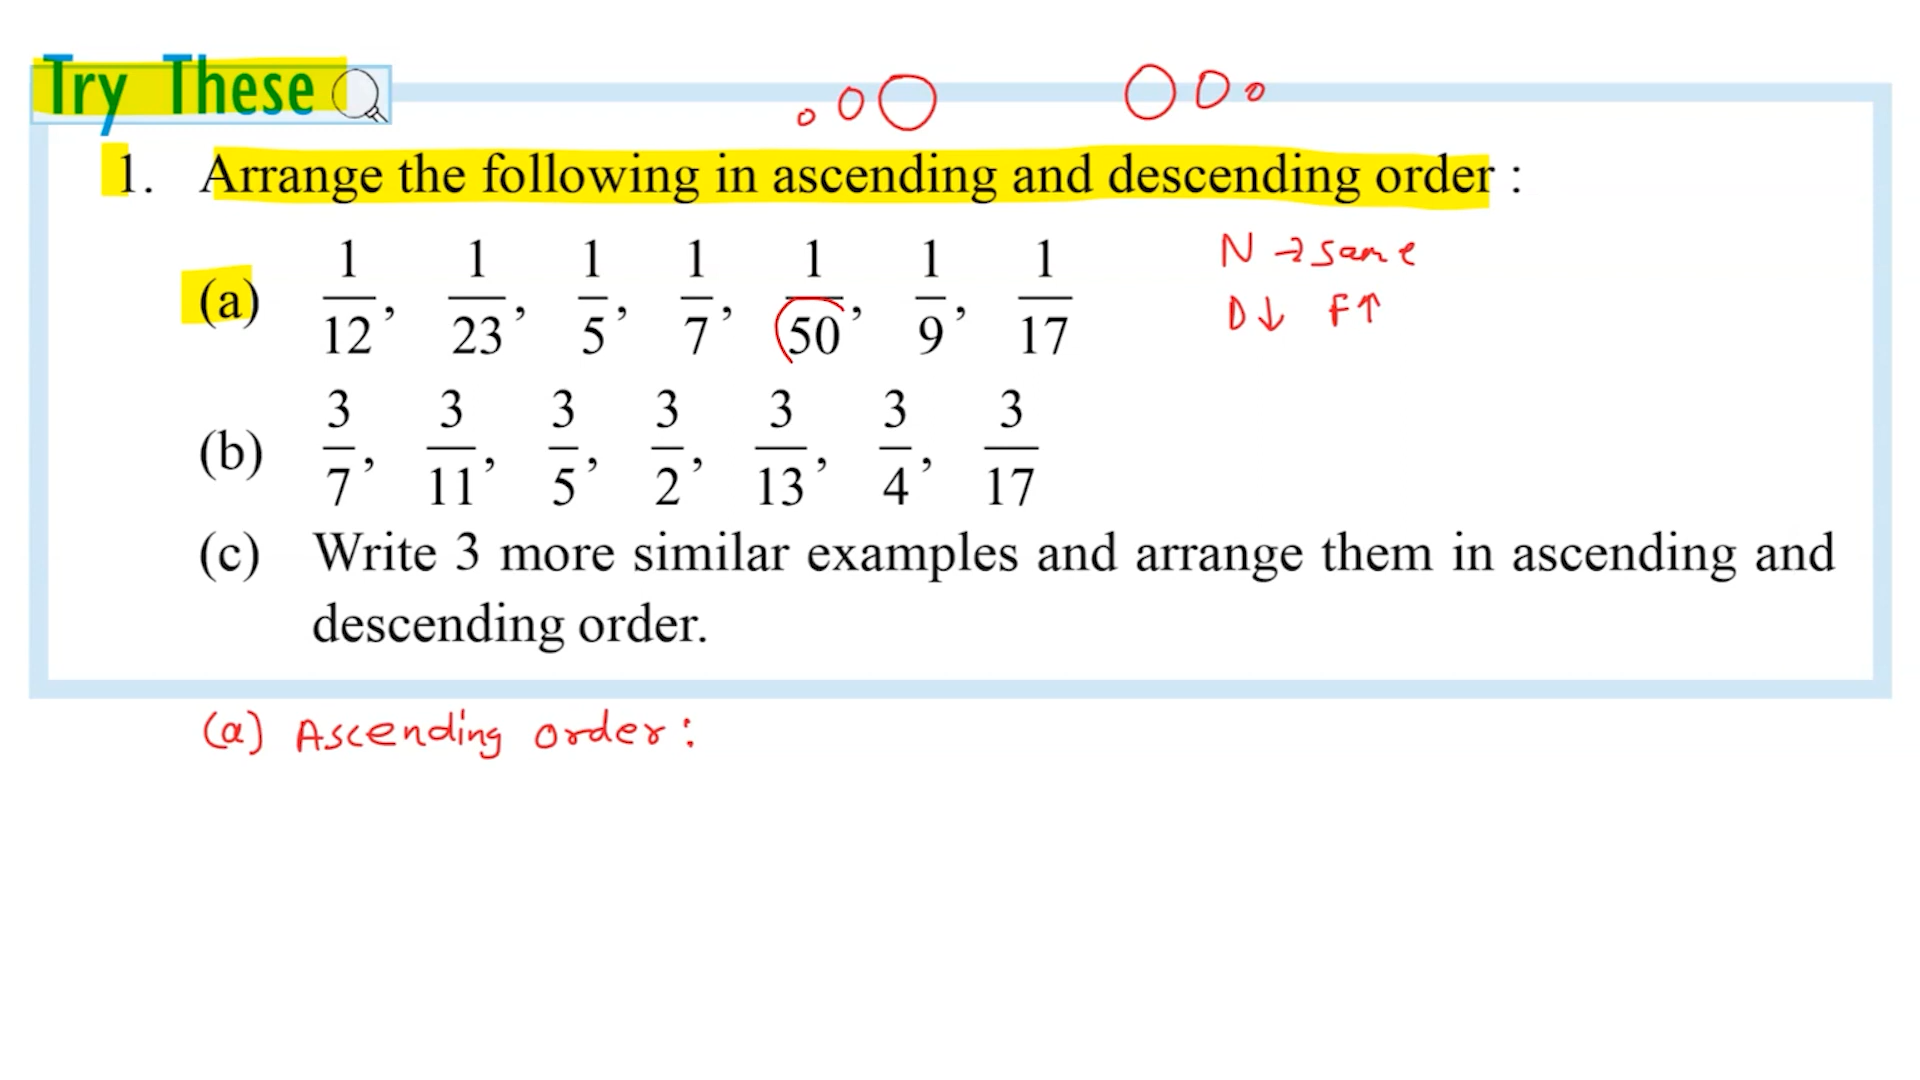 Try These
1. Arrange the following in ascending and descending order :
(a) 1/12, 1/23, 1/5, 1/7, 1/50, 1/9, 1/17
N → same
D↓ F↑
(b) 3/7, 3/11, 3/5, 3/2, 3/13, 3/4, 3/17
(c) Write 3 more similar examples and arrange them in ascending and
descending order.
(a) Ascending order: